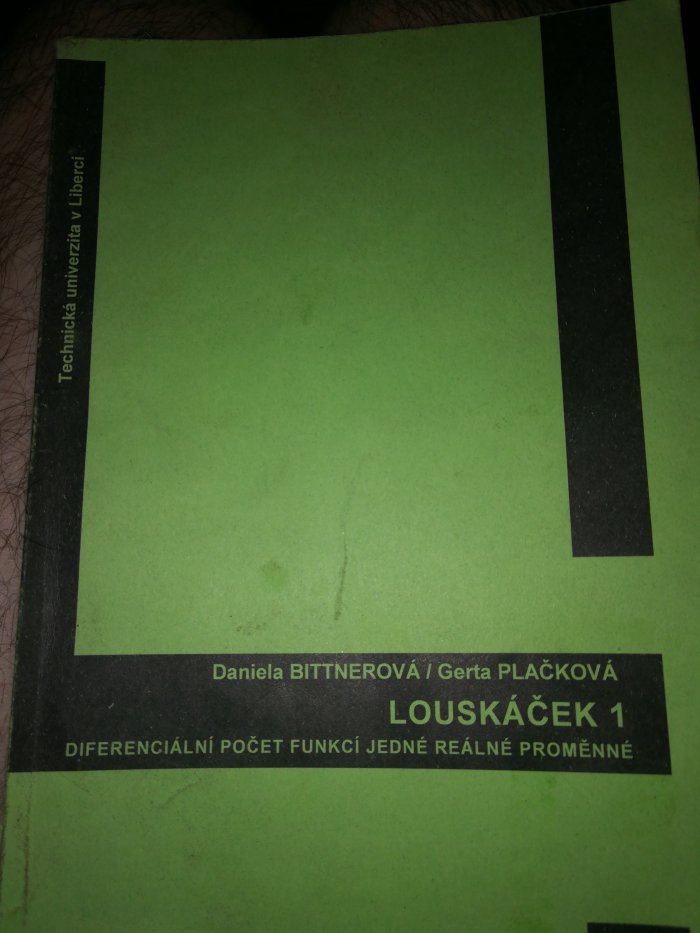 Technická univerzita v Liberci
Daniela BITTNEROVÁ / Gerta PLAČKOVÁ
LOUSKÁČEK 1
DIFERENCIÁLNÍ POČET FUNKCÍ JEDNÉ REÁLNÉ PROMĚNNÉ